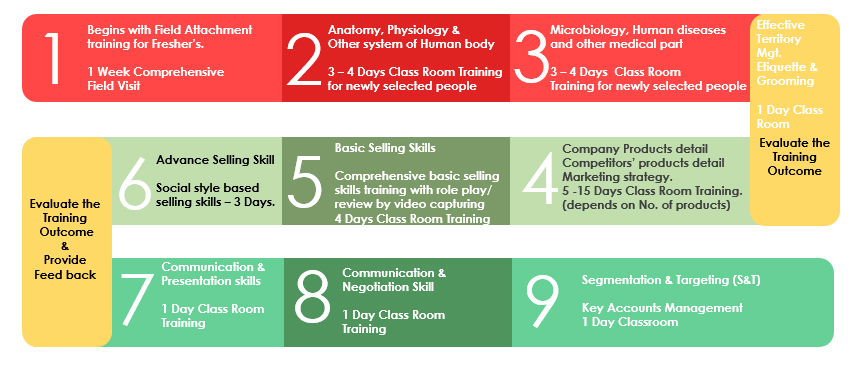 1
Begins with Field Attachment
training for Fresher's.
1 Week Comprehensive
Field Visit
2
Anatomy, Physiology &
Other system of Human body
3 – 4 Days Class Room Training
for newly selected people
3
Microbiology, Human diseases
and other medical part
3 – 4 Days Class Room
Training for newly selected people
Effective
Territory
Mgt.
Etiquette &
Grooming
1 Day Class
Room
Evaluate the
Training
Outcome
4
Company Products detail
Competitors' products detail
Marketing strategy.
5 -15 Days Class Room Training.
(depends on No. of products)
5
Basic Selling Skills
Comprehensive basic selling
skills training with role play/
review by video capturing
4 Days Class Room Training
6
Advance Selling Skill
Social style based
selling skills – 3 Days.
Evaluate the
Training
Outcome
&
Provide
Feed back
7
Communication &
Presentation skills
1 Day Class Room
Training
8
Communication &
Negotiation Skill
1 Day Class Room
Training
9
Segmentation & Targeting (S&T)
Key Accounts Management
1 Day Classroom